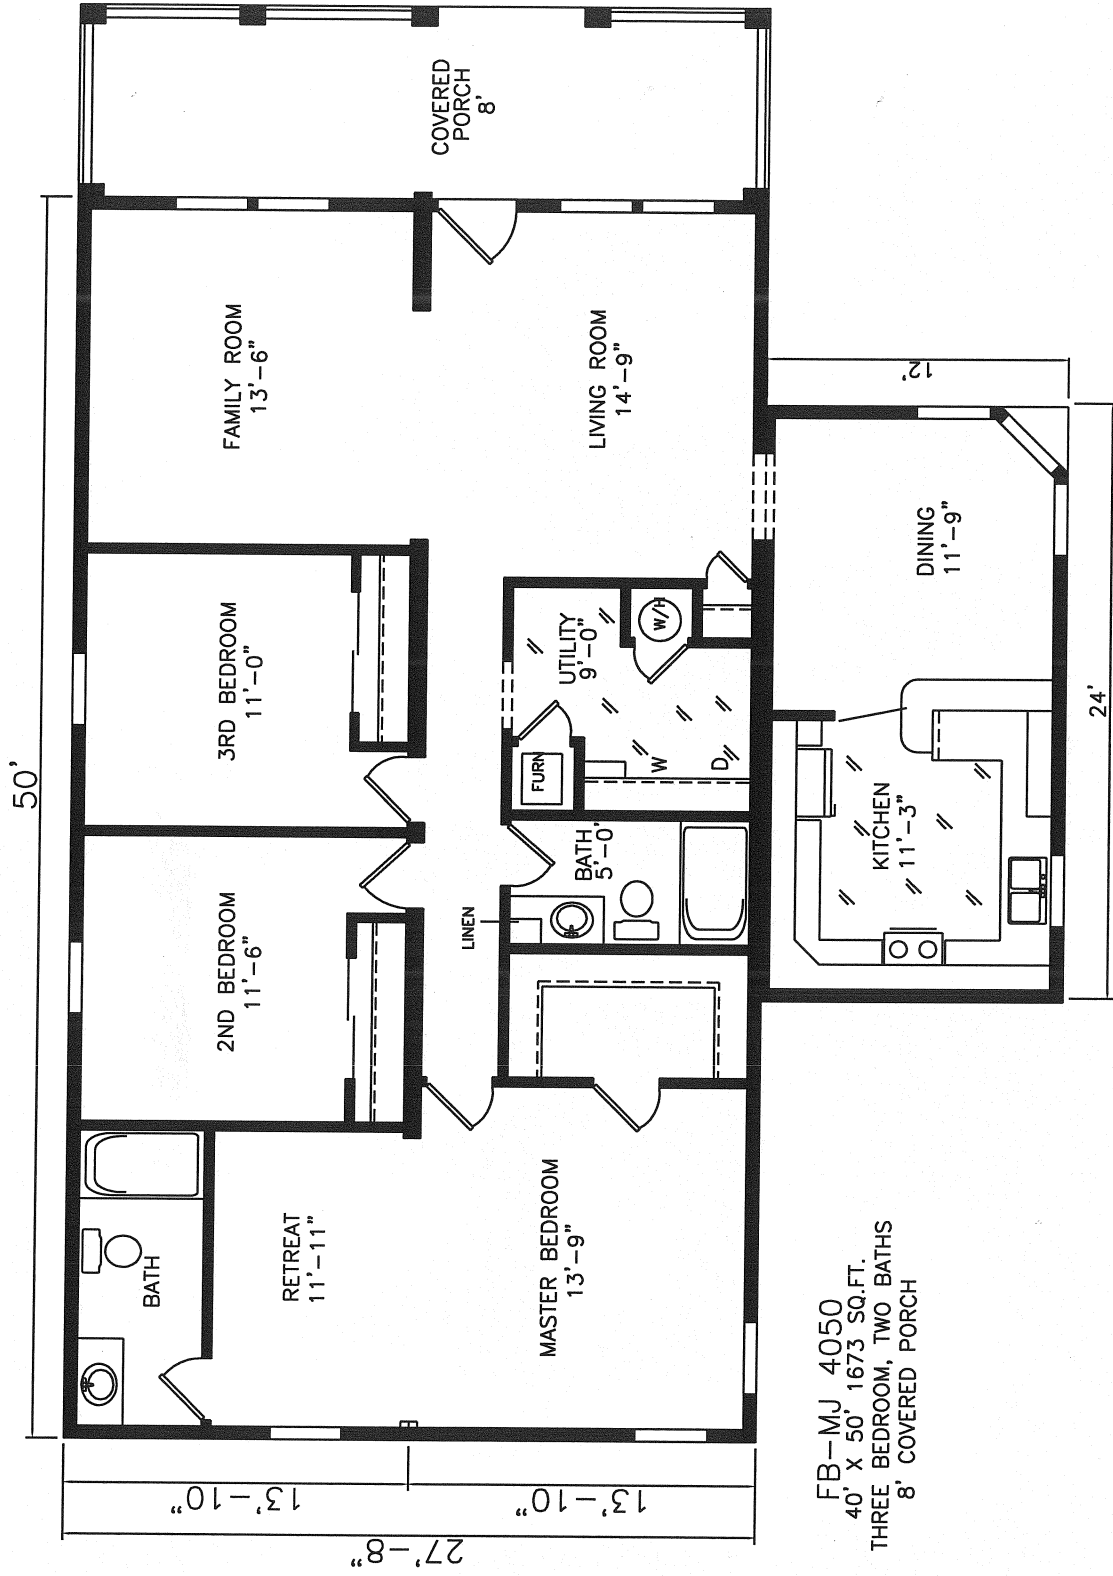 50'
COVERED
PORCH
8'
FAMILY ROOM
13'-6"
LIVING ROOM
14'-9"
12'
3RD BEDROOM
11'-0"
UTILITY
9'-0"
W/H
FURN
W
D
DINING
11'-9"
24'
2ND BEDROOM
11'-6"
LINEN
BATH
5'-0"
KITCHEN
11'-3"
BATH
RETREAT
11'-11"
MASTER BEDROOM
13'-9"
13'-10"
13'-10"
27'-8"
FB-MJ 4050
40' X 50' 1673 SQ.FT.
THREE BEDROOM, TWO BATHS
8' COVERED PORCH